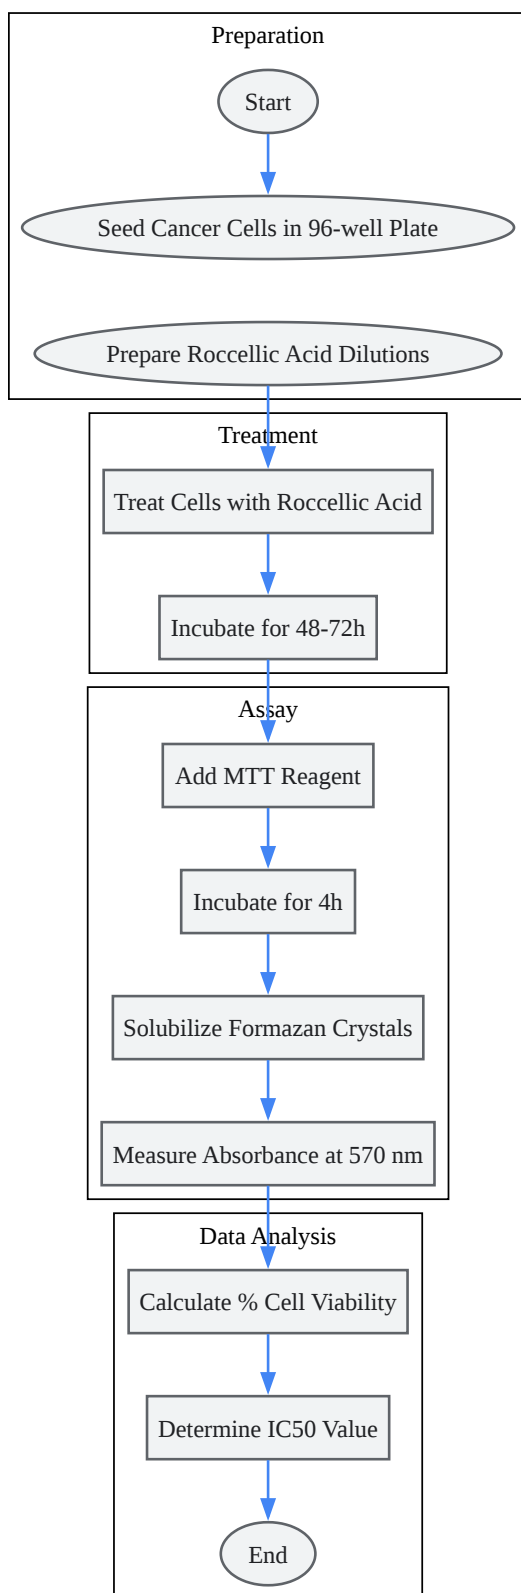 Preparation
Start
Seed Cancer Cells in 96-well Plate
Prepare Roccellic Acid Dilutions
Treatment
Treat Cells with Roccellic Acid
Incubate for 48-72h
Assay
Add MTT Reagent
Incubate for 4h
Solubilize Formazan Crystals
Measure Absorbance at 570 nm
Data Analysis
Calculate % Cell Viability
Determine IC50 Value
End